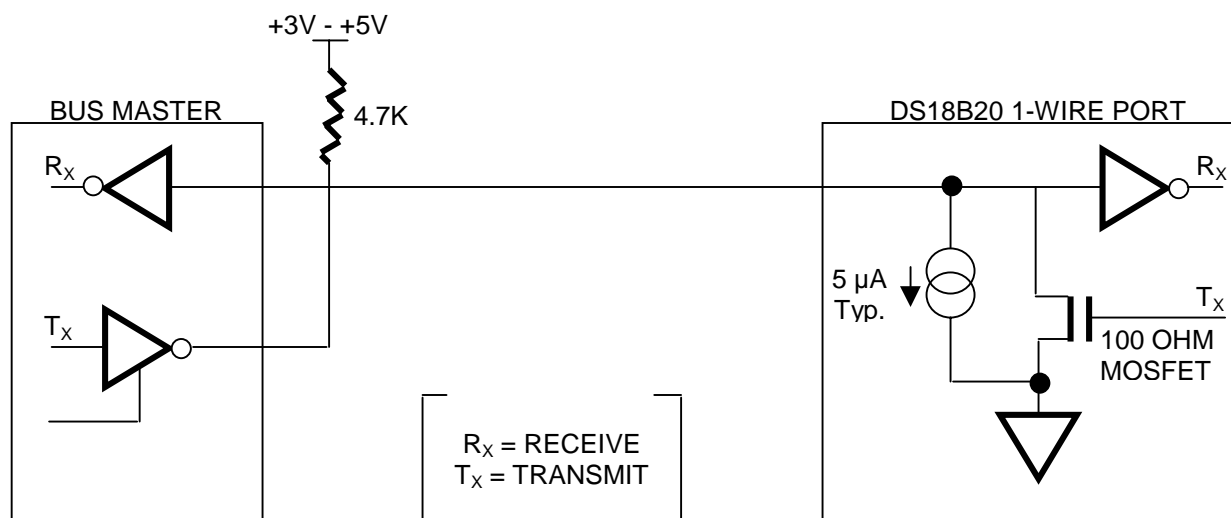 +3V - +5V
4.7K
BUS MASTER
DS18B20 1-WIRE PORT
RX
RX
5 µA
Typ.
TX
TX
100 OHM
MOSFET
RX = RECEIVE
TX = TRANSMIT